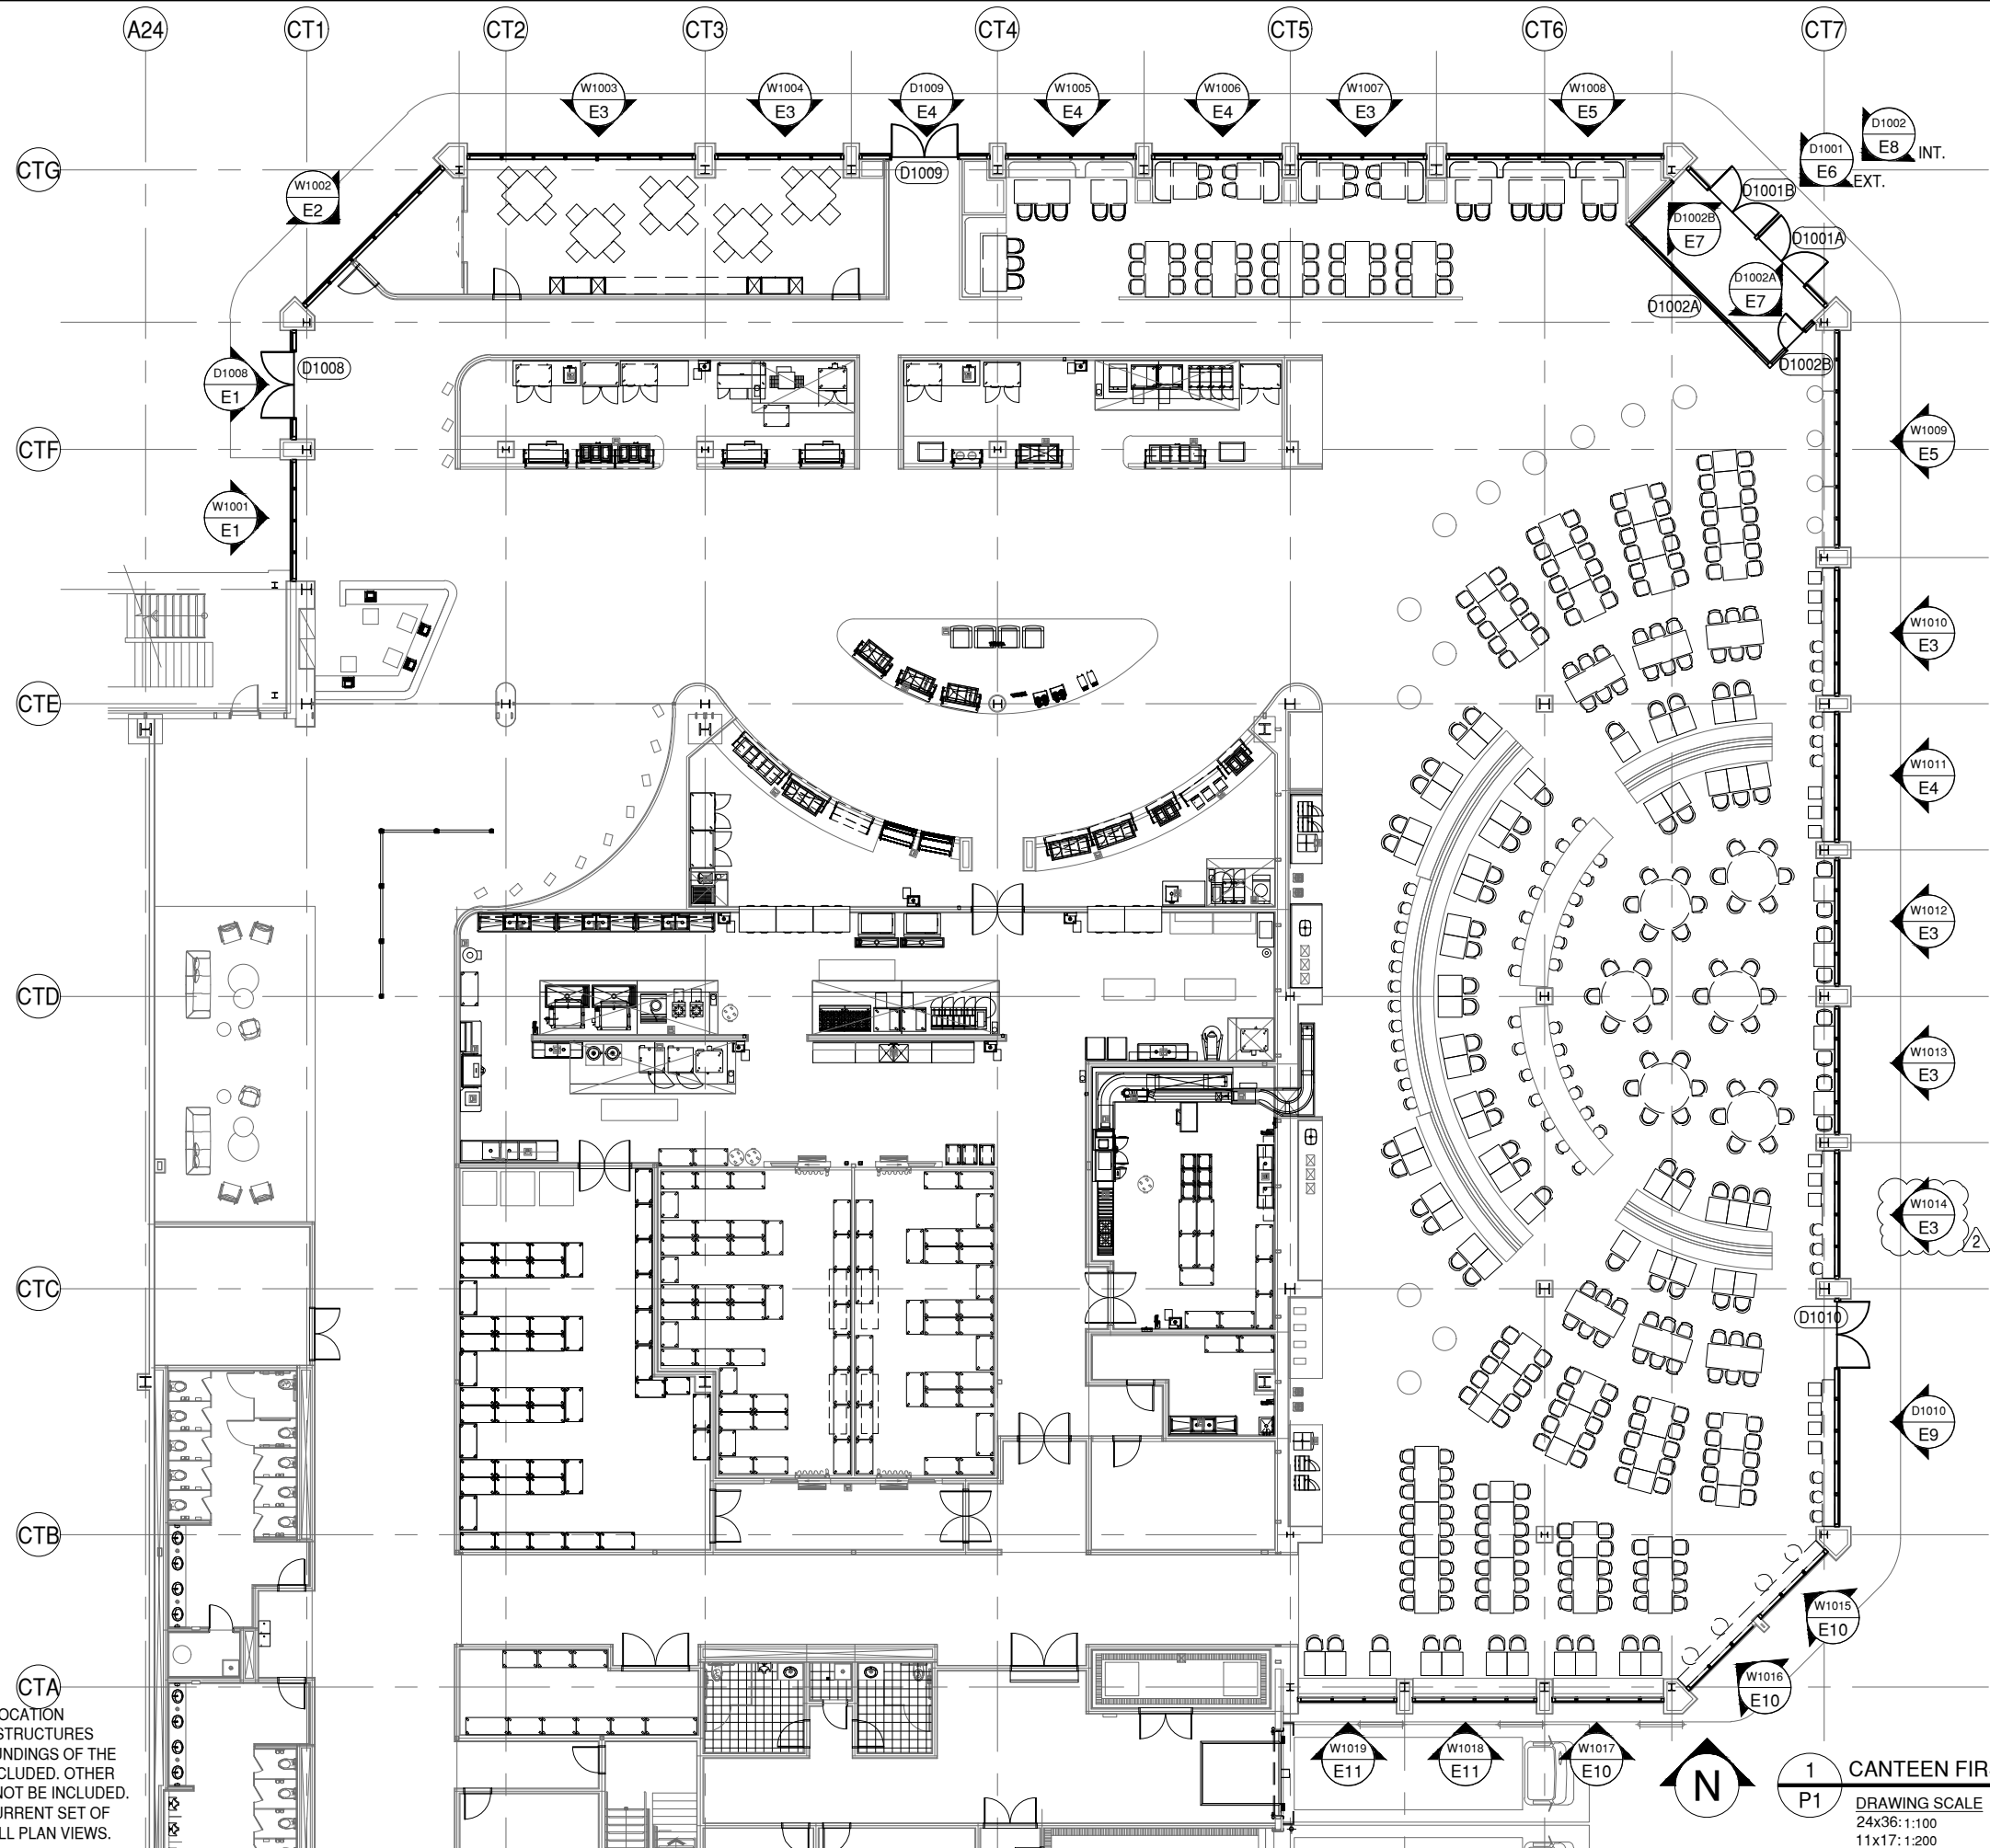 A24
CT1
CT2
CT3
CT4
CT5
CT6
CT7
W1003
E3
W1004
E3
D1009
E4
W1005
E4
W1006
E4
W1007
E3
W1008
E5
D1002
E8
INT.
D1001
E6
EXT.
CTG
W1002
E2
D1009
D1001B
D1002B
E7
D1001A
D1002A
E7
D1002A
D1002B
D1008
E1
D1008
CTF
W1009
E5
W1001
E1
W1010
E3
CTE
W1011
E4
W1012
E3
CTD
W1013
E3
W1014
E3
2
CTC
D1010
D1010
E9
CTB
W1015
E10
CTA
W1016
E10
OCATION
STRUCTURES
UNDINGS OF THE
CLUDED. OTHER
NOT BE INCLUDED.
URRENT SET OF
LL PLAN VIEWS.
W1019
E11
W1018
E11
W1017
E10
N
1
P1
CANTEEN FIR
DRAWING SCALE
24x36: 1:100
11x17: 1:200